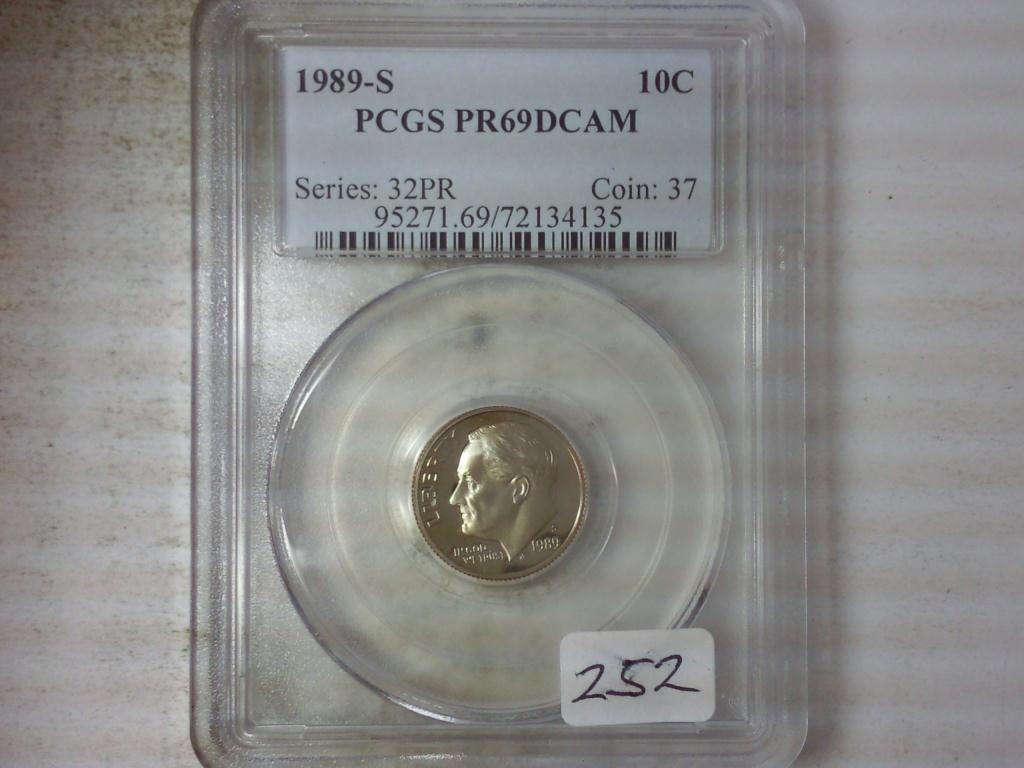 1989-S 10C
PCGS PR69DCAM
Series: 32PR Coin: 37
95271.69/72134135
LIBERTY
IN GOD
WE TRUST
1989
S
252